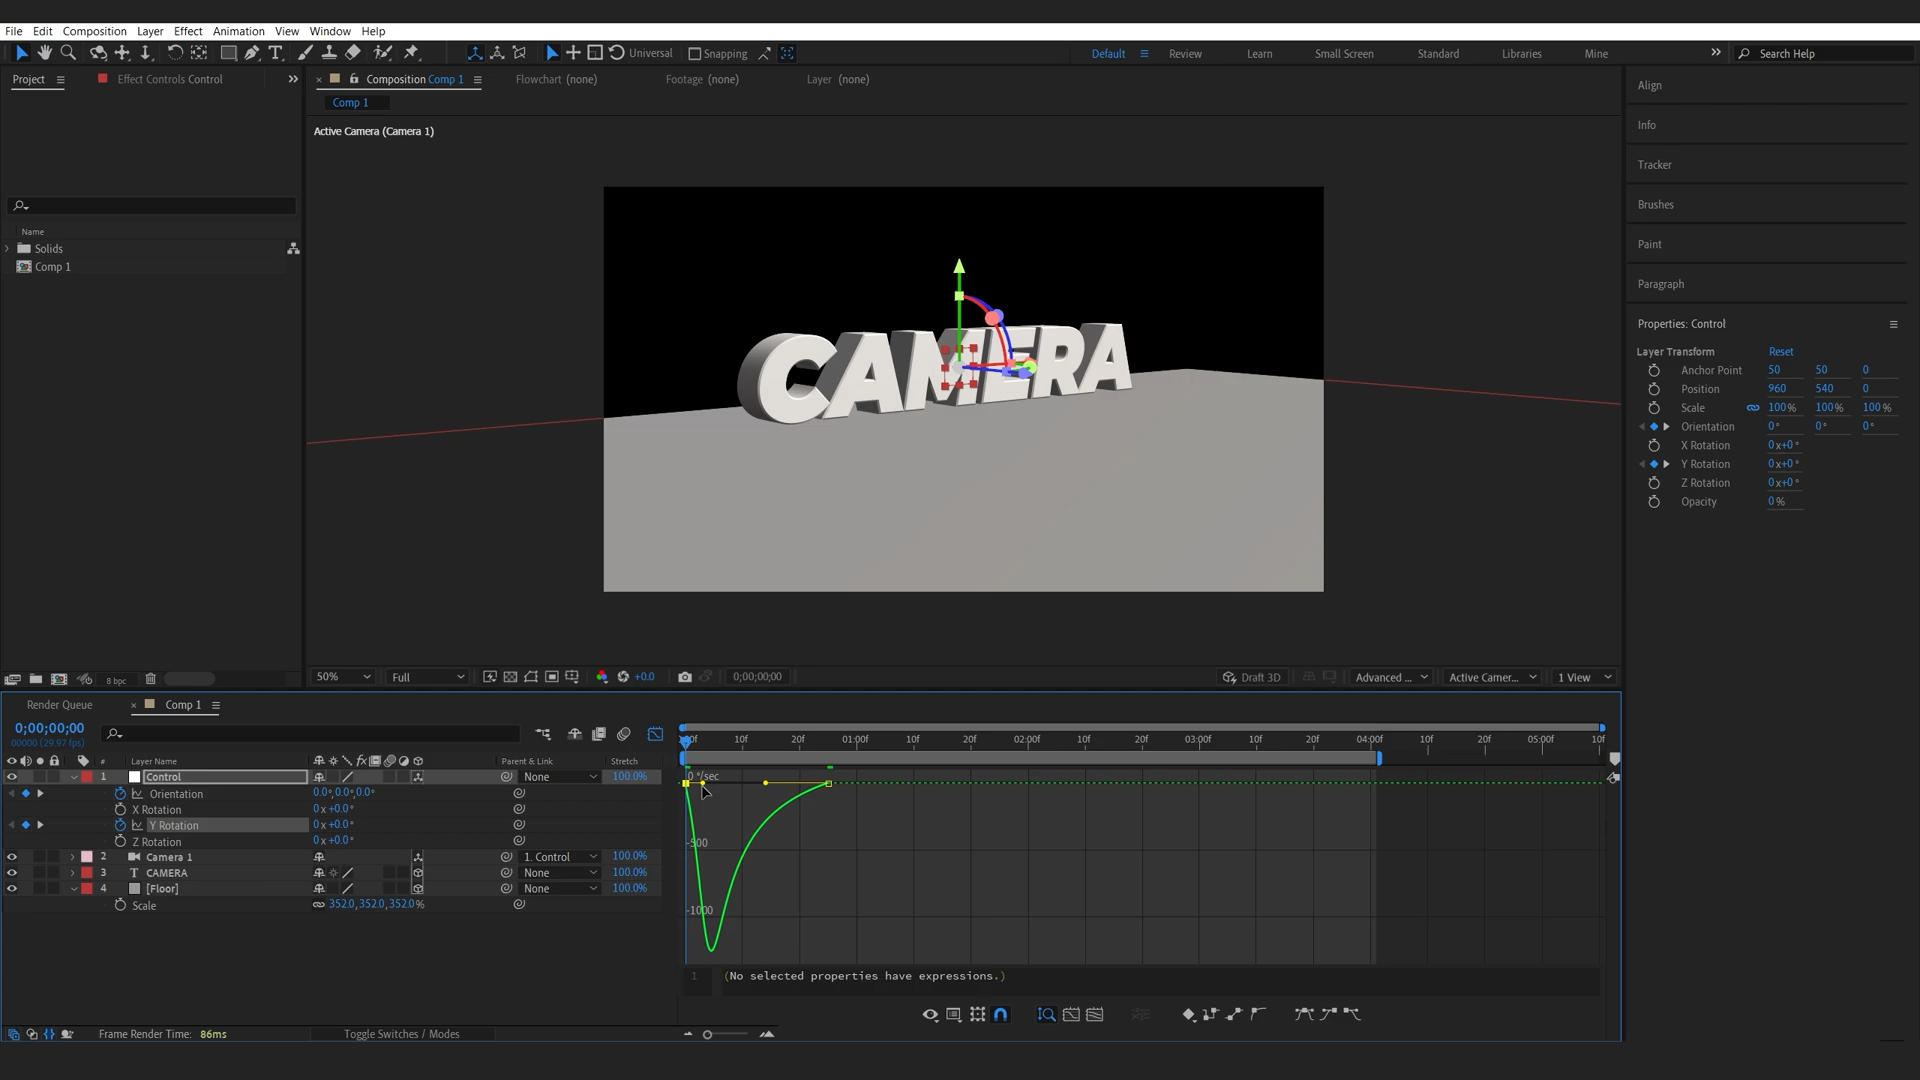 File Edit Composition Layer Effect Animation View Window Help
Universal Snapping Default Review Learn Small Screen Standard Libraries Mine Search Help
Project Effect Controls Control Composition Comp 1 Flowchart (none) Footage (none) Layer (none)
Comp 1
Active Camera (Camera 1)
Name
Solids
Comp 1
CAMERA
Align
Info
Tracker
Brushes
Paint
Paragraph
Properties: Control
Layer Transform Reset
Anchor Point 50 50 0
Position 960 540 0
Scale 100% 100% 100%
Orientation 0° 0° 0°
X Rotation 0x+0°
Y Rotation 0x+0°
Z Rotation 0x+0°
Opacity 0%
8 bpc 50% Full +0.0 0;00;00;00 Draft 3D Advanced ... Active Camer... 1 View
Render Queue Comp 1
0;00;00;00
00000 (29.97 fps)
10f 20f 01:00f 10f 20f 02:00f 10f 20f 03:00f 10f 20f 04:00f 10f 20f 05:00f 10f
# Layer Name fx Parent & Link Stretch
1 Control None 100.0%
Orientation 0.0°,0.0°,0.0°
X Rotation 0x+0.0°
Y Rotation 0x+0.0°
Z Rotation 0x+0.0°
2 Camera 1 1. Control 100.0%
3 T CAMERA None 100.0%
4 [Floor] None 100.0%
Scale 352.0,352.0,352.0%
0 °/sec
-500
-1000
1 (No selected properties have expressions.)
Frame Render Time: 86ms Toggle Switches / Modes